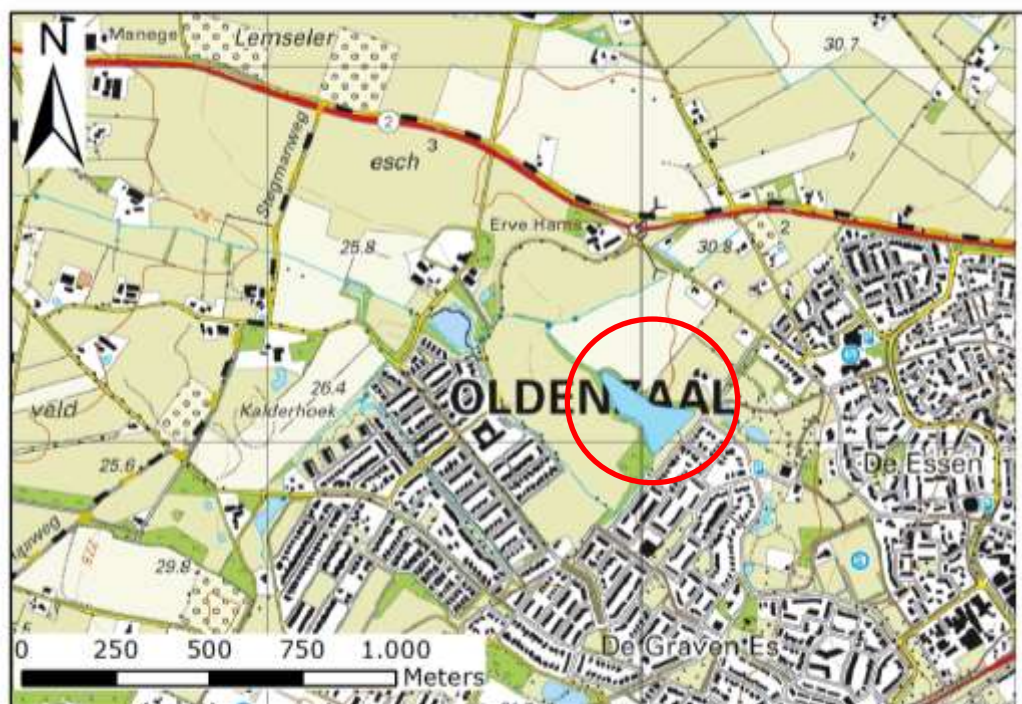 N
Manege
Lemseler
30.7
Stegmanweg
2
3
esch
Erve Hams
25.8
30.8
2
26.4
Kalderhoek
OLDENZAAL
veld
25.6
De Essen
29.8
De Graven Es
0 250 500 750 1.000
Meters